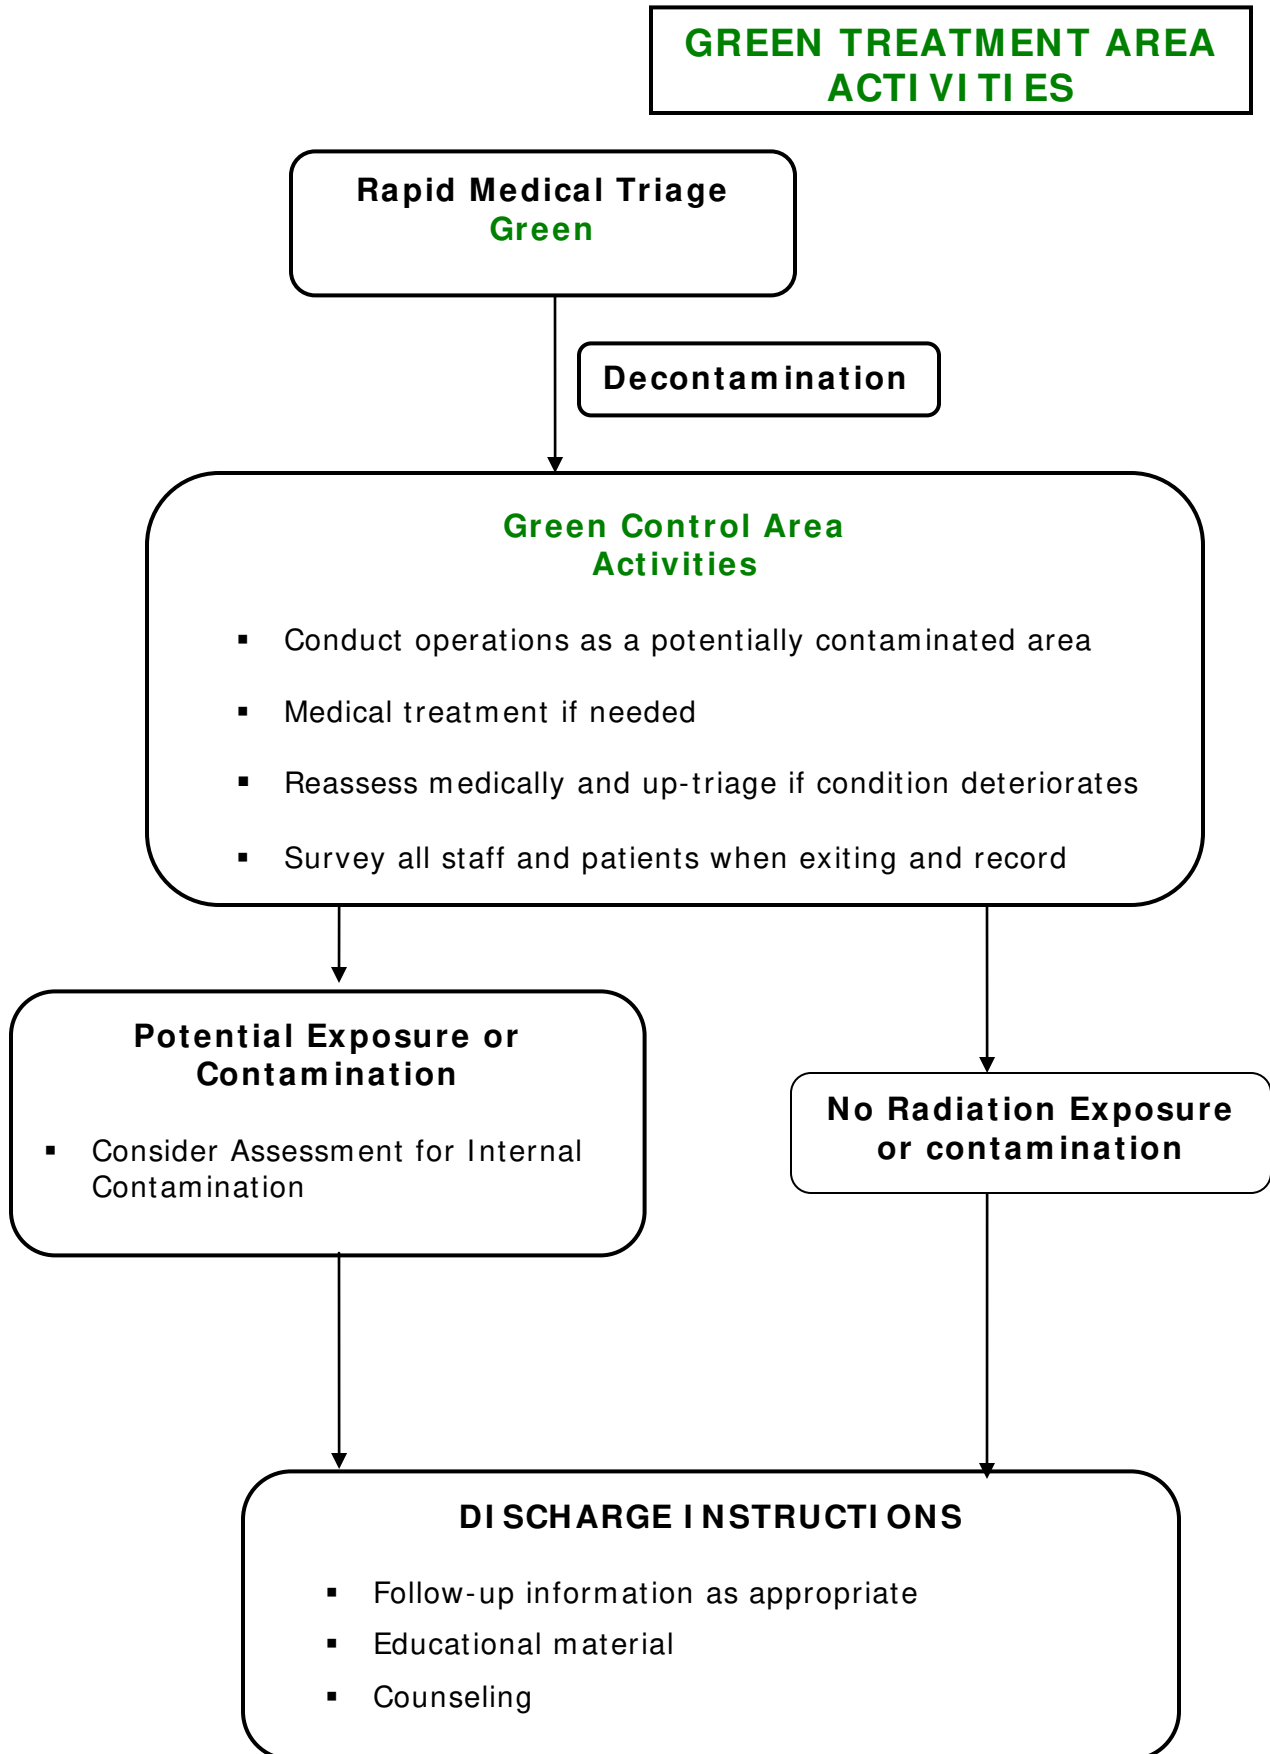 GREEN TREATMENT AREA
ACTIVITIES
Rapid Medical Triage
Green
Decontamination
Green Control Area
Activities
▪ Conduct operations as a potentially contaminated area
▪ Medical treatment if needed
▪ Reassess medically and up-triage if condition deteriorates
▪ Survey all staff and patients when exiting and record
Potential Exposure or
Contamination
▪ Consider Assessment for Internal
Contamination
No Radiation Exposure
or contamination
DISCHARGE INSTRUCTIONS
▪ Follow-up information as appropriate
▪ Educational material
▪ Counseling